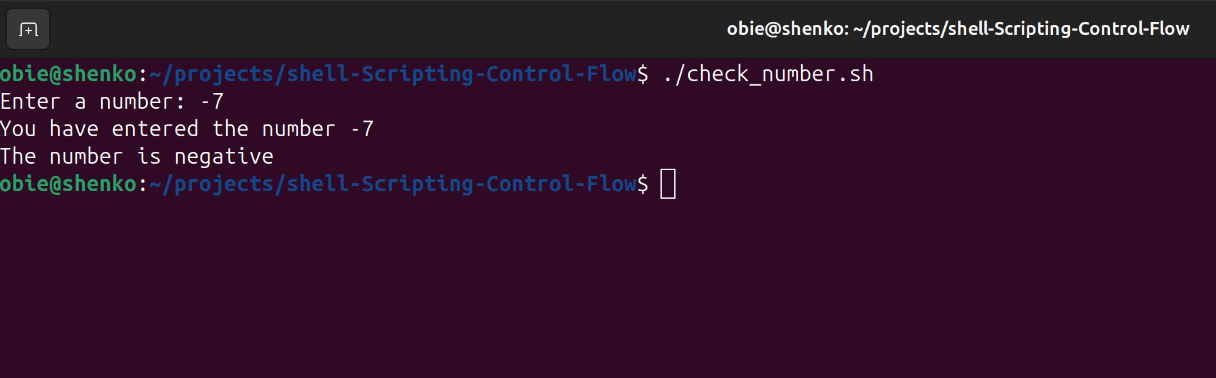 obie@shenko: ~/projects/shell-Scripting-Control-Flow
obie@shenko:~/projects/shell-Scripting-Control-Flow$ ./check_number.sh
Enter a number: -7
You have entered the number -7
The number is negative
obie@shenko:~/projects/shell-Scripting-Control-Flow$